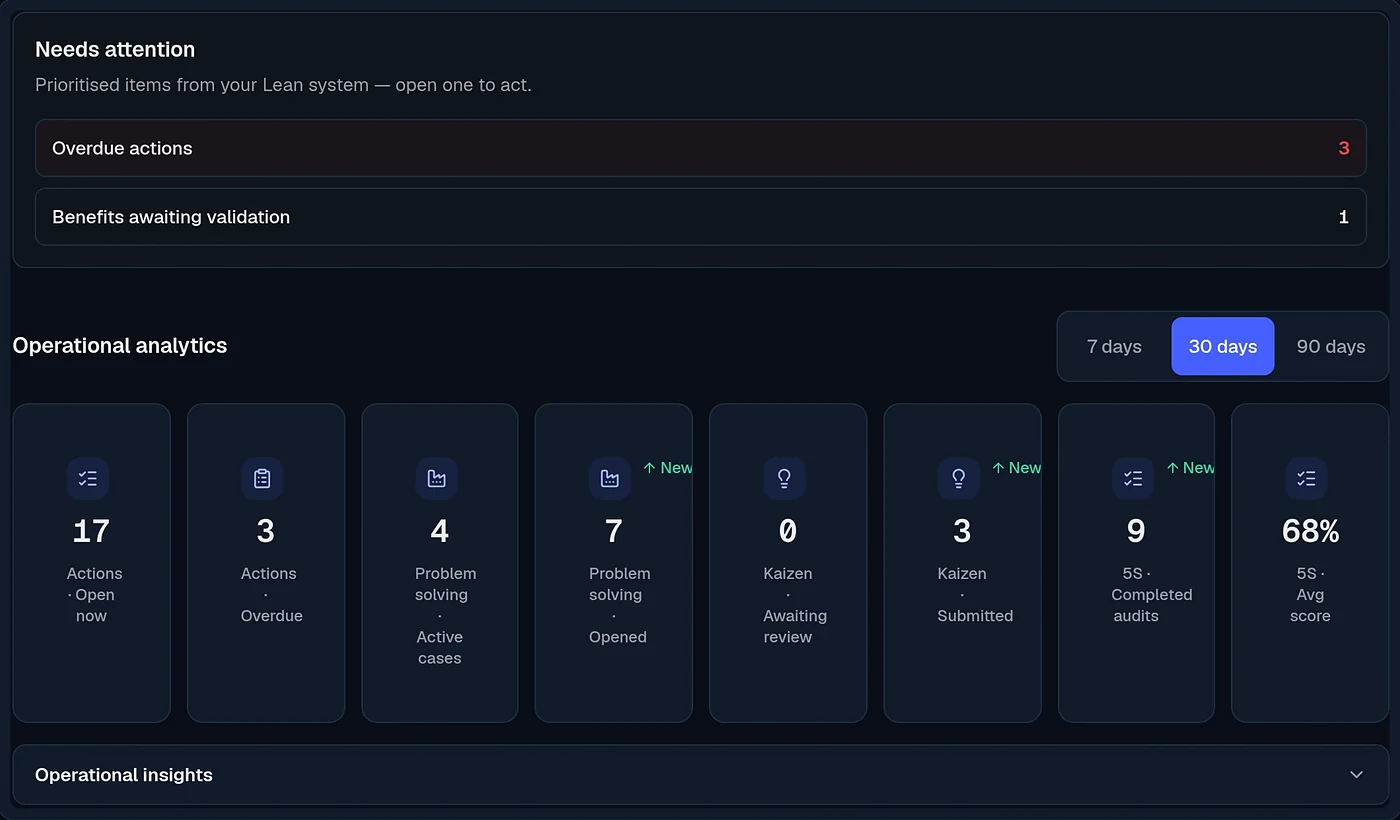 Needs attention
Prioritised items from your Lean system — open one to act.
Overdue actions
3
Benefits awaiting validation
1
Operational analytics
7 days
30 days
90 days
17
Actions
· Open
now
3
Actions
·
Overdue
4
Problem
solving
·
Active
cases
↑ New
7
Problem
solving
·
Opened
0
Kaizen
·
Awaiting
review
↑ New
3
Kaizen
·
Submitted
↑ New
9
5S ·
Completed
audits
68%
5S ·
Avg
score
Operational insights